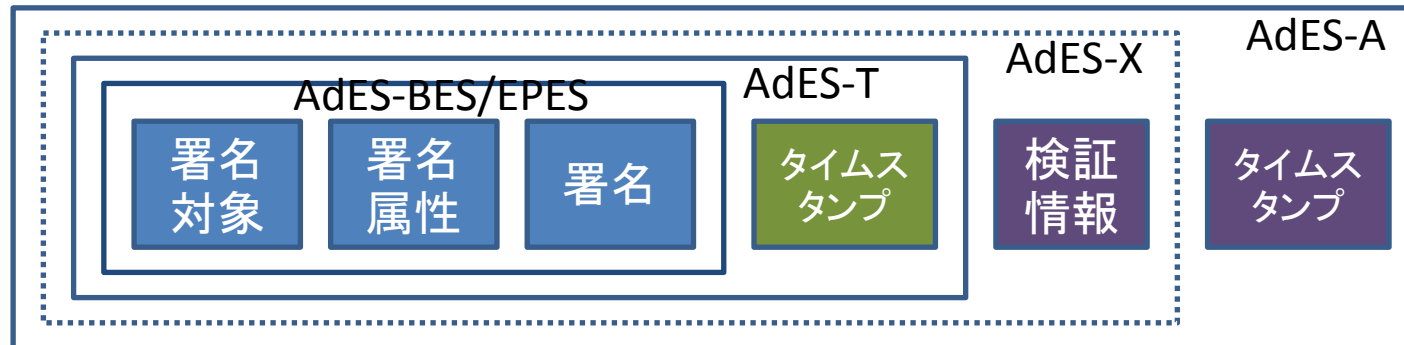 AdES-A
AdES-X
AdES-T
AdES-BES/EPES
署名
対象
署名
属性
署名
タイムス
タンプ
検証
情報
タイムス
タンプ